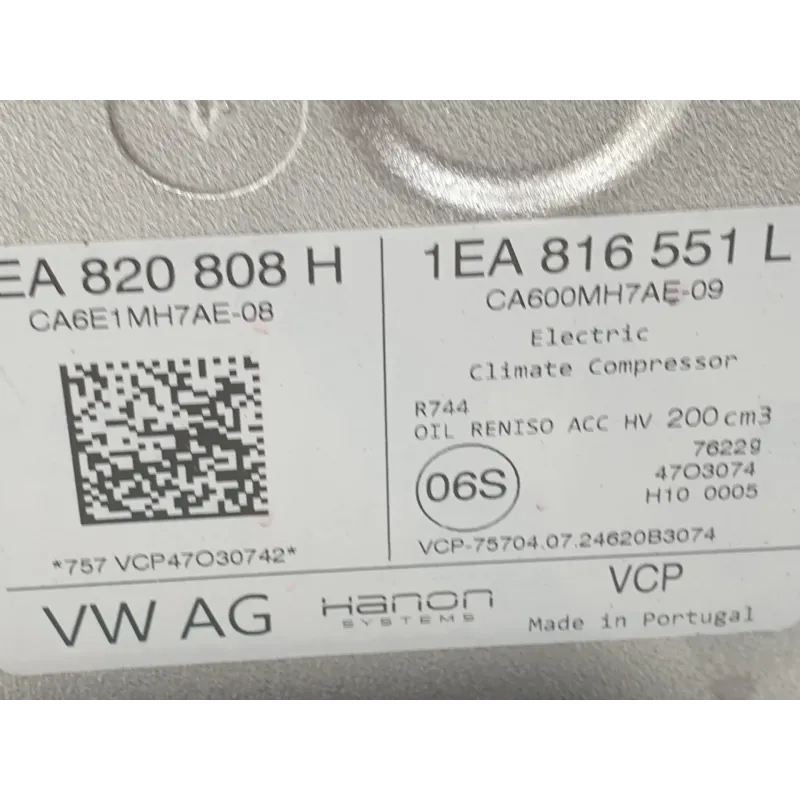 EA 820 808 H
CA6E1MH7AE-08
*757 VCP47O30742*
1EA 816 551 L
CA600MH7AE-09
Electric
Climate Compressor
R744
OIL RENISO ACC HV 200cm3
7622g
47O3074
H10 0005
06S
VCP-75704.07.24620B3074
VW AG
Hanon
SYSTEMS
VCP
Made in Portugal